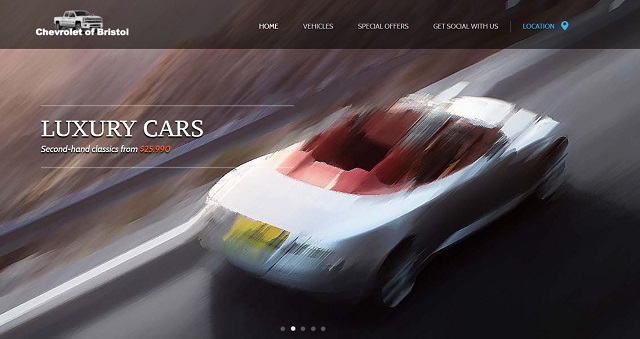 Chevrolet of Bristol
HOME
VEHICLES
SPECIAL OFFERS
GET SOCIAL WITH US
LOCATION
LUXURY CARS
Second-hand classics from $25.990